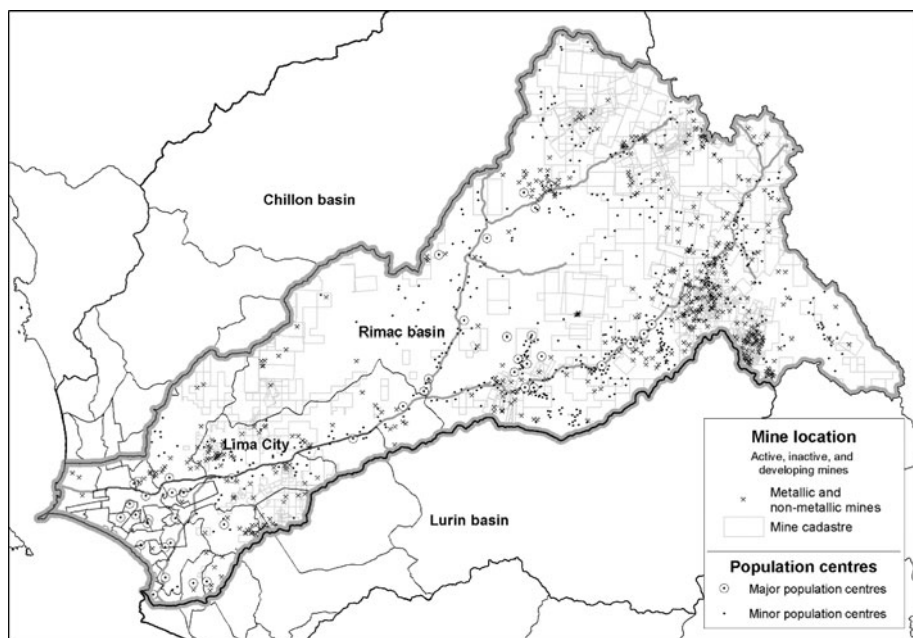 Chillon basin
Rimac basin
Lima City
Lurin basin
Mine location
Active, inactive, and
developing mines
Metallic and
non-metallic mines
Mine cadastre
Population centres
Major population centres
Minor population centres